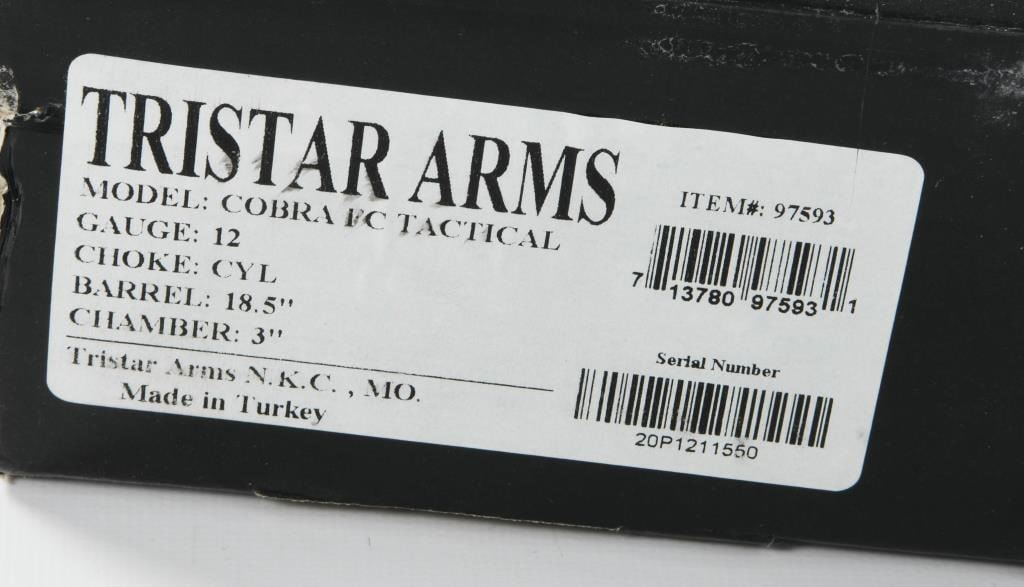 TRISTAR ARMS
MODEL: COBRA FC TACTICAL
GAUGE: 12
CHOKE: CYL
BARREL: 18.5"
CHAMBER: 3"
Tristar Arms N.K.C. , MO.
Made in Turkey
ITEM#: 97593
7 13780 97593 1
Serial Number
20P1211550